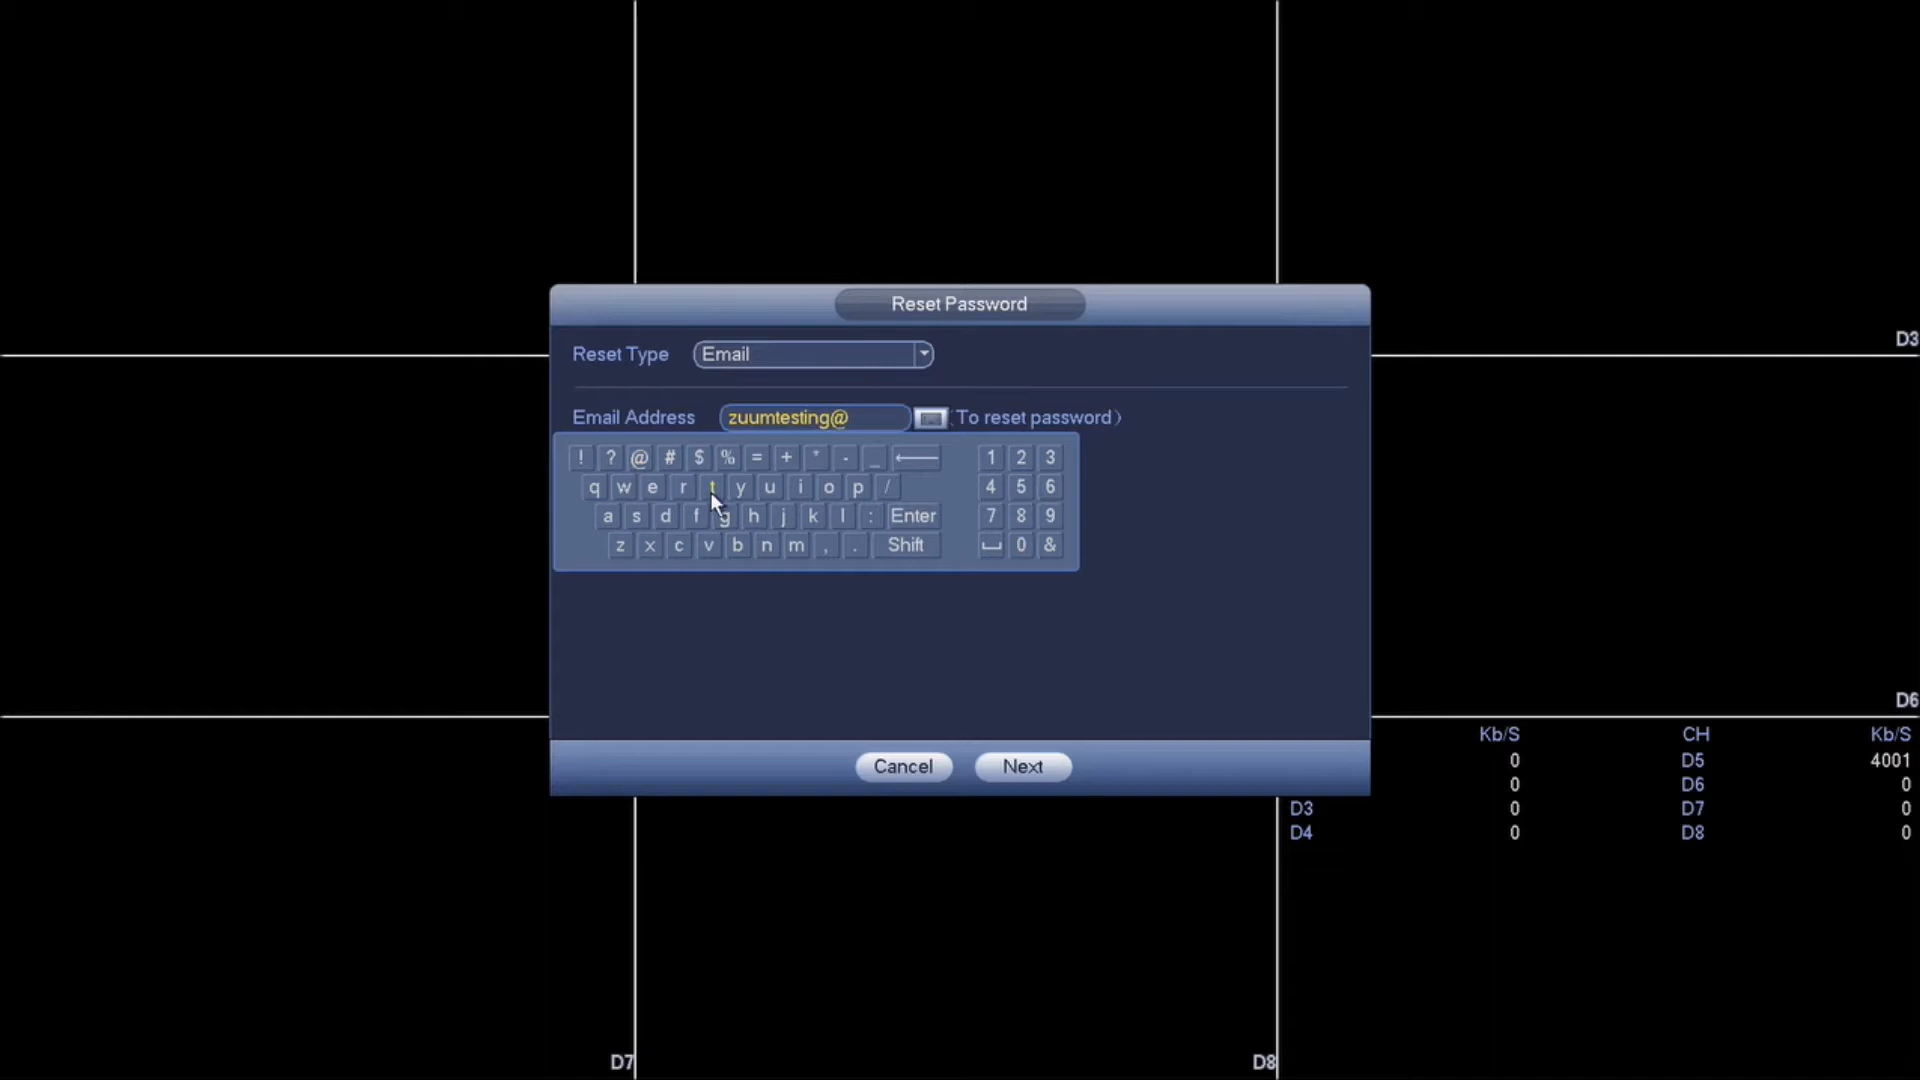 Reset Password
Reset Type Email
D3
Email Address zuumtesting@ (To reset password)
! ? @ # $ % = + * - _ 1 2 3
q w e r t y u i o p / 4 5 6
a s d f g h j k l : Enter 7 8 9
z x c v b n m , . Shift 0 &
D6
Kb/S CH Kb/S
0 D5 4001
0 D6 0
Cancel Next
D3 0 D7 0
D4 0 D8 0
D7 D8